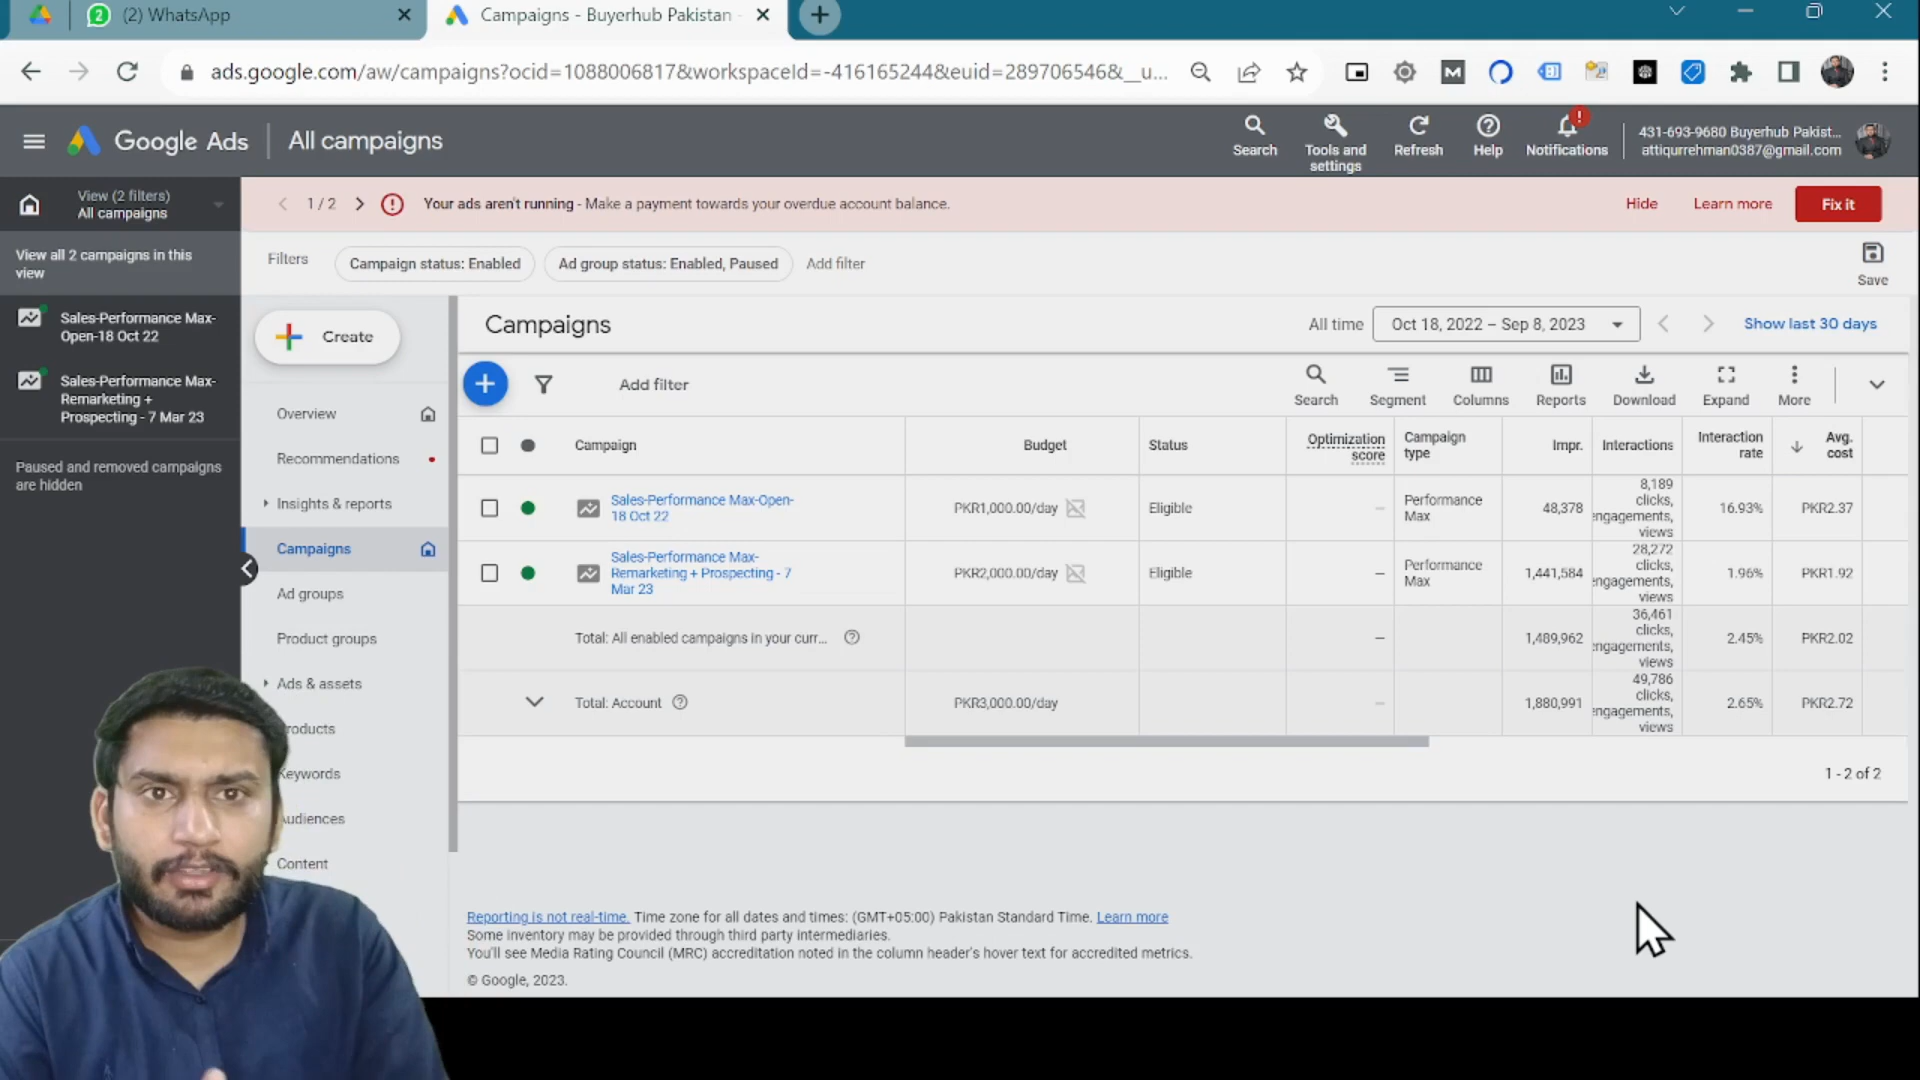 (2) WhatsApp
Campaigns - Buyerhub Pakistan -
ads.google.com/aw/campaigns?ocid=1088006817&workspaceId=-416165244&euid=289706546&__u...
Google Ads
All campaigns
Search
Tools and
settings
Refresh
Help
Notifications
431-693-9680 Buyerhub Pakist...
attiqurrehman0387@gmail.com
View (2 filters)
All campaigns
1 / 2
Your ads aren't running - Make a payment towards your overdue account balance.
Hide
Learn more
Fix it
View all 2 campaigns in this
view
Filters
Campaign status: Enabled
Ad group status: Enabled, Paused
Add filter
Save
Sales-Performance Max-
Open-18 Oct 22
Sales-Performance Max-
Remarketing +
Prospecting - 7 Mar 23
Paused and removed campaigns
are hidden
Create
Overview
Recommendations
Insights & reports
Campaigns
Ad groups
Product groups
Ads & assets
roducts
Keywords
Audiences
Content
Campaigns
All time
Oct 18, 2022 – Sep 8, 2023
Show last 30 days
Add filter
Search
Segment
Columns
Reports
Download
Expand
More
Campaign
Budget
Status
Optimization
score
Campaign
type
Impr.
Interactions
Interaction
rate
Avg.
cost
Sales-Performance Max-Open-
18 Oct 22
PKR1,000.00/day
Eligible
–
Performance
Max
48,378
8,189
clicks,
engagements,
views
16.93%
PKR2.37
Sales-Performance Max-
Remarketing + Prospecting - 7
Mar 23
PKR2,000.00/day
Eligible
–
Performance
Max
1,441,584
28,272
clicks,
engagements,
views
1.96%
PKR1.92
Total: All enabled campaigns in your curr...
–
1,489,962
36,461
clicks,
engagements,
views
2.45%
PKR2.02
Total: Account
PKR3,000.00/day
–
1,880,991
49,786
clicks,
engagements,
views
2.65%
PKR2.72
1 - 2 of 2
Reporting is not real-time. Time zone for all dates and times: (GMT+05:00) Pakistan Standard Time. Learn more
Some inventory may be provided through third party intermediaries.
You'll see Media Rating Council (MRC) accreditation noted in the column header's hover text for accredited metrics.
© Google, 2023.